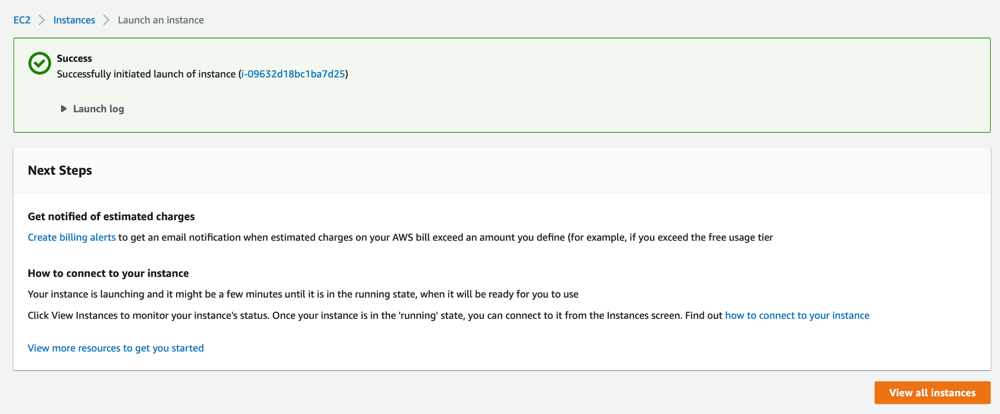 EC2 Instances Launch an instance
Success
Successfully initiated launch of instance (i-09632d18bc1ba7d25)
Launch log
Next Steps
Get notified of estimated charges
Create billing alerts to get an email notification when estimated charges on your AWS bill exceed an amount you define (for example, if you exceed the free usage tier
How to connect to your instance
Your instance is launching and it might be a few minutes until it is in the running state, when it will be ready for you to use
Click View Instances to monitor your instance's status. Once your instance is in the 'running' state, you can connect to it from the Instances screen. Find out how to connect to your instance
View more resources to get you started
View all instances